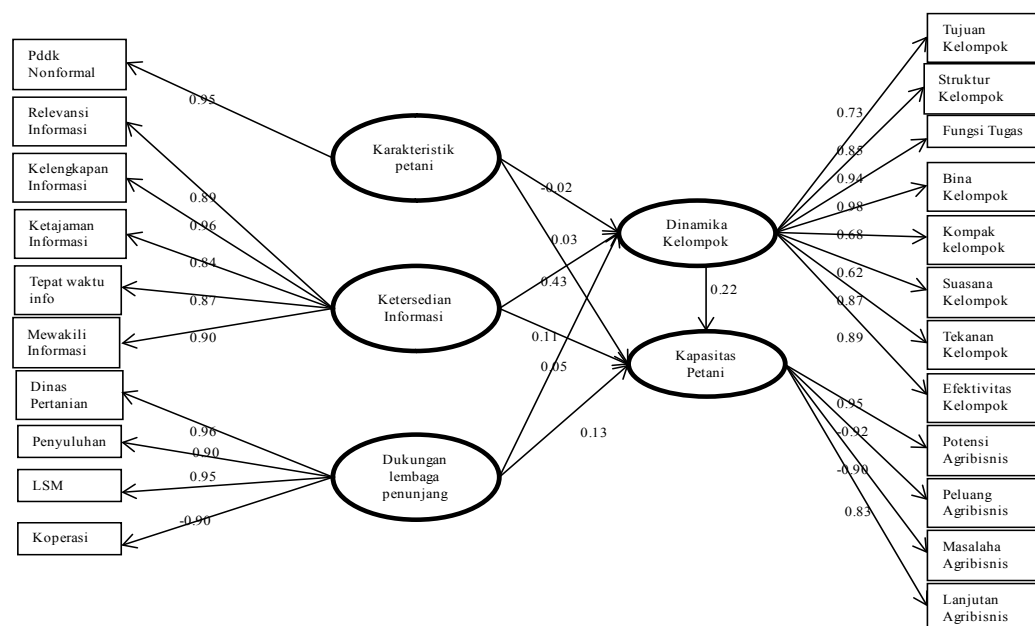 Pddk
Nonformal
Relevansi
Informasi
Kelengkapan
Informasi
Ketajaman
Informasi
Tepat waktu
info
Mewakili
Informasi
Dinas
Pertanian
Penyuluhan
LSM
Koperasi
0.95
0.89
0.96
0.84
0.87
0.90
0.96
0.90
0.95
-0.90
Karakteristik
petani
Ketersedian
Informasi
Dukungan
lembaga
penunjang
-0.02
0.03
0.43
0.11
0.05
0.13
Dinamika
Kelompok
0.22
Kapasitas
Petani
0.73
0.85
0.94
0.98
0.68
0.62
0.87
0.89
0.95
-0.92
-0.90
0.83
Tujuan
Kelompok
Struktur
Kelompok
Fungsi Tugas
Bina
Kelompok
Kompak
kelompok
Suasana
Kelompok
Tekanan
Kelompok
Efektivitas
Kelompok
Potensi
Agribisnis
Peluang
Agribisnis
Masalaha
Agribisnis
Lanjutan
Agribisnis